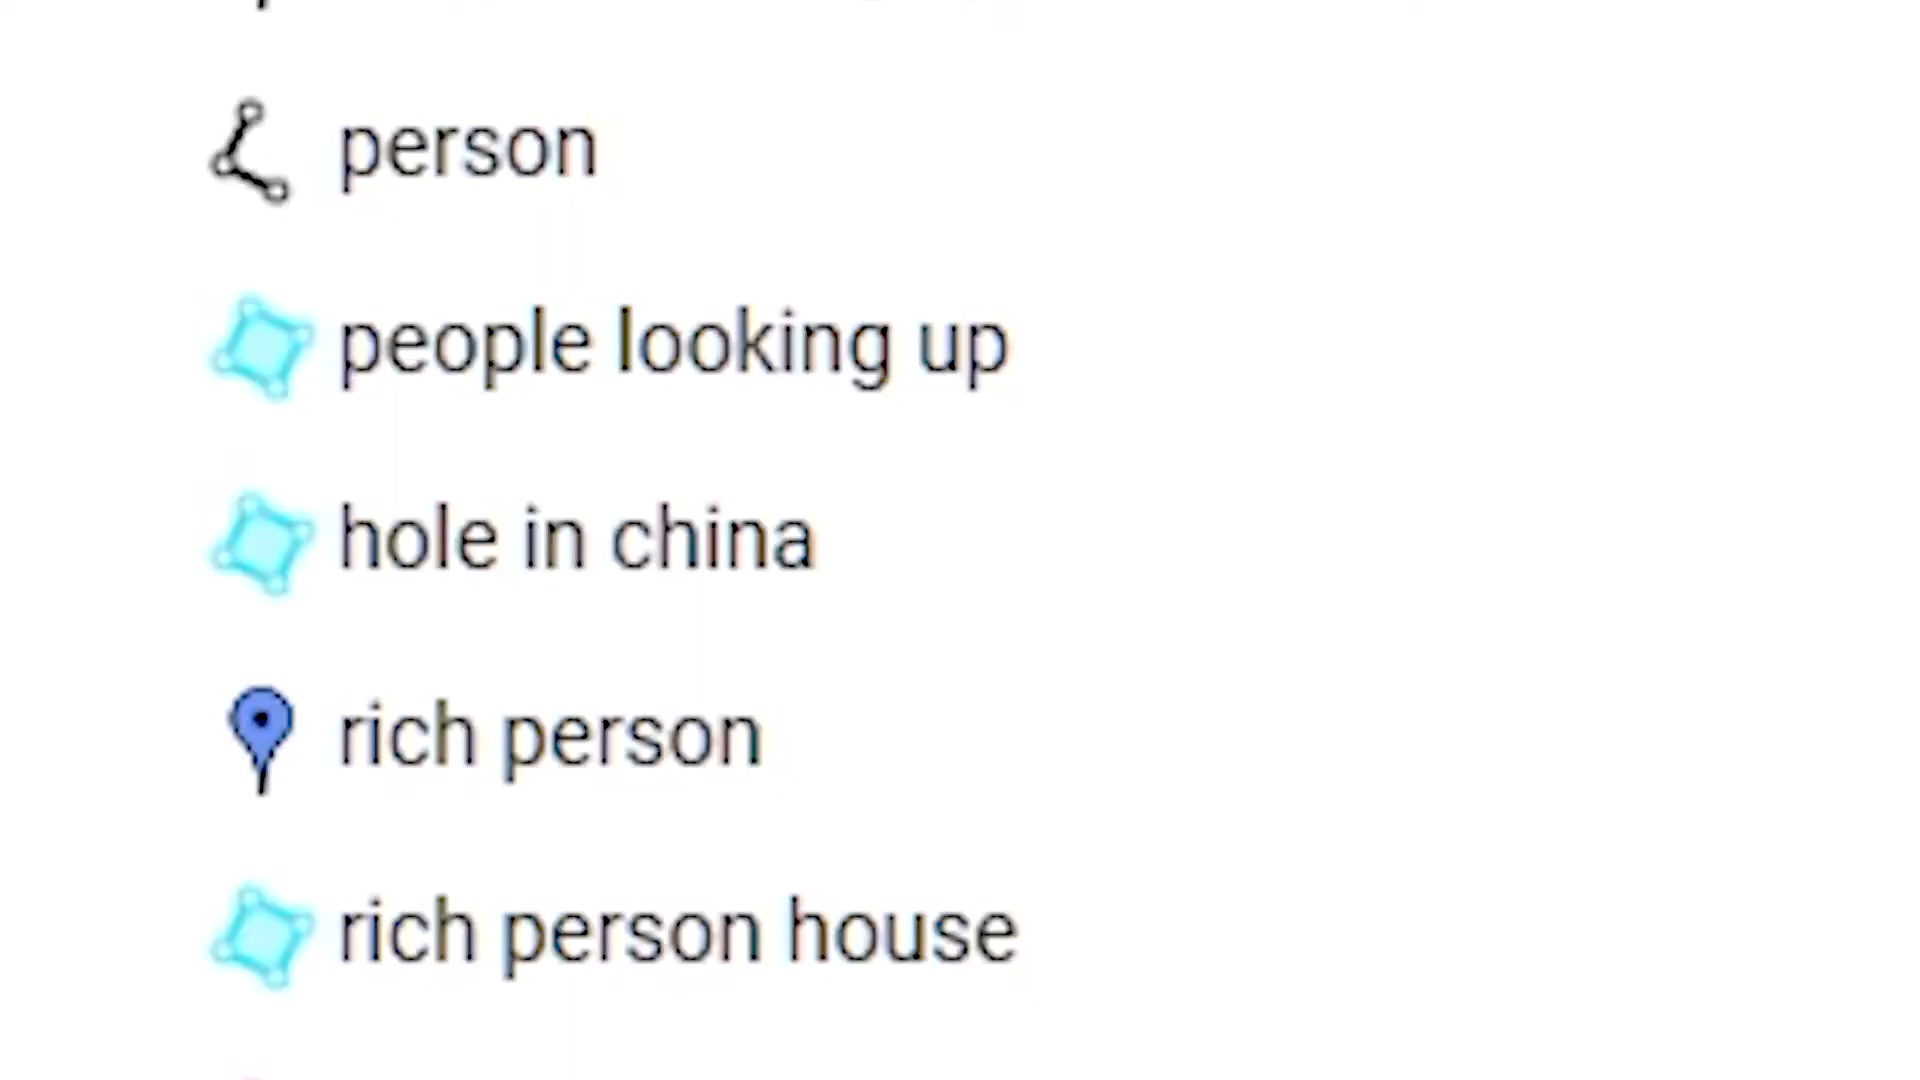 person
people looking up
hole in china
rich person
rich person house